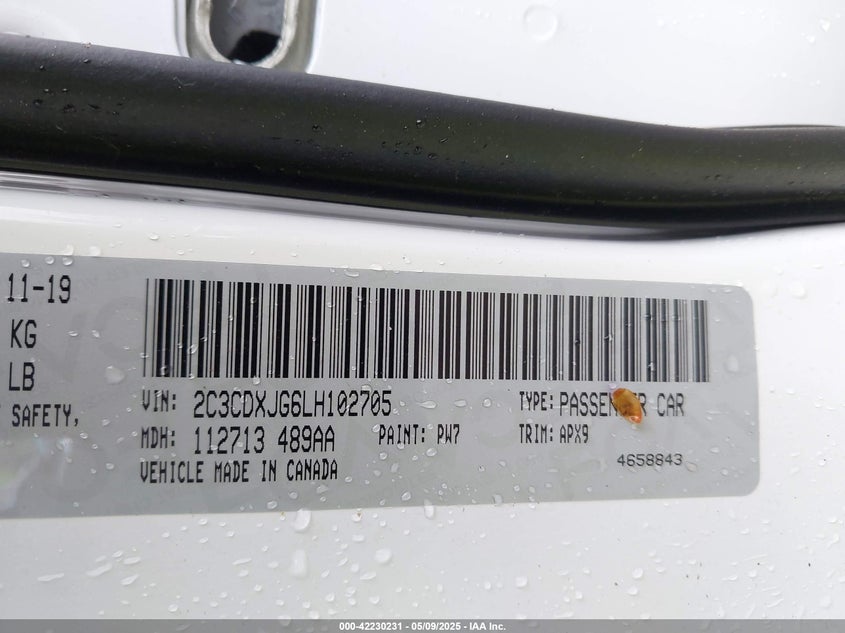 11-19
KG
LB
SAFETY,
VIN: 2C3CDXJG6LH102705 TYPE: PASSENGER CAR
MDH: 112713 489AA PAINT: PW7 TRIM: APX9
VEHICLE MADE IN CANADA
4658843
000-42230231 - 05/09/2025 - IAA Inc.